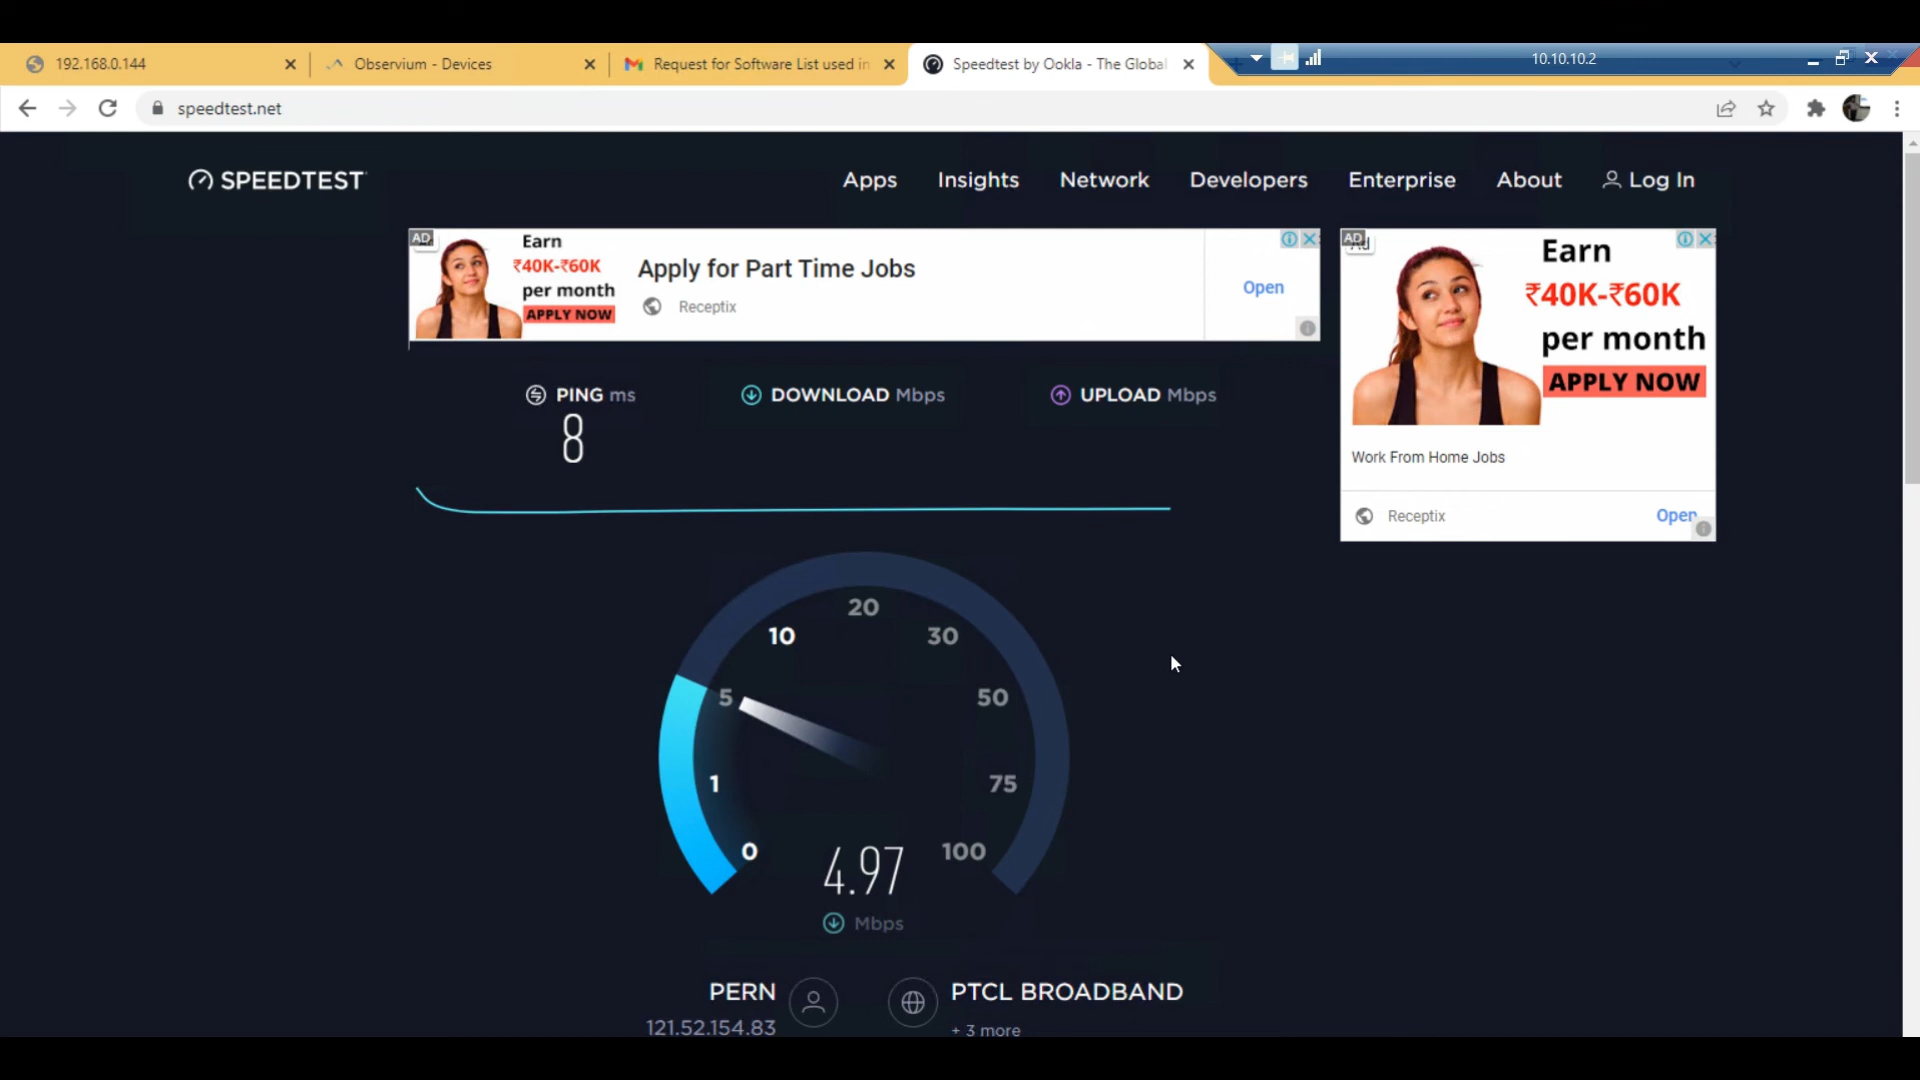 192.168.0.144
Observium - Devices
Request for Software List used in
Speedtest by Ookla - The Global
10.10.10.2
speedtest.net
SPEEDTEST
Apps
Insights
Network
Developers
Enterprise
About
Log In
AD
Earn
₹40K-₹60K
per month
APPLY NOW
Apply for Part Time Jobs
Receptix
Open
AD
Earn
₹40K-₹60K
per month
APPLY NOW
Work From Home Jobs
Receptix
Open
PING ms
8
DOWNLOAD Mbps
UPLOAD Mbps
0
1
5
10
20
30
50
75
100
4.97
Mbps
PERN
121.52.154.83
PTCL BROADBAND
+ 3 more